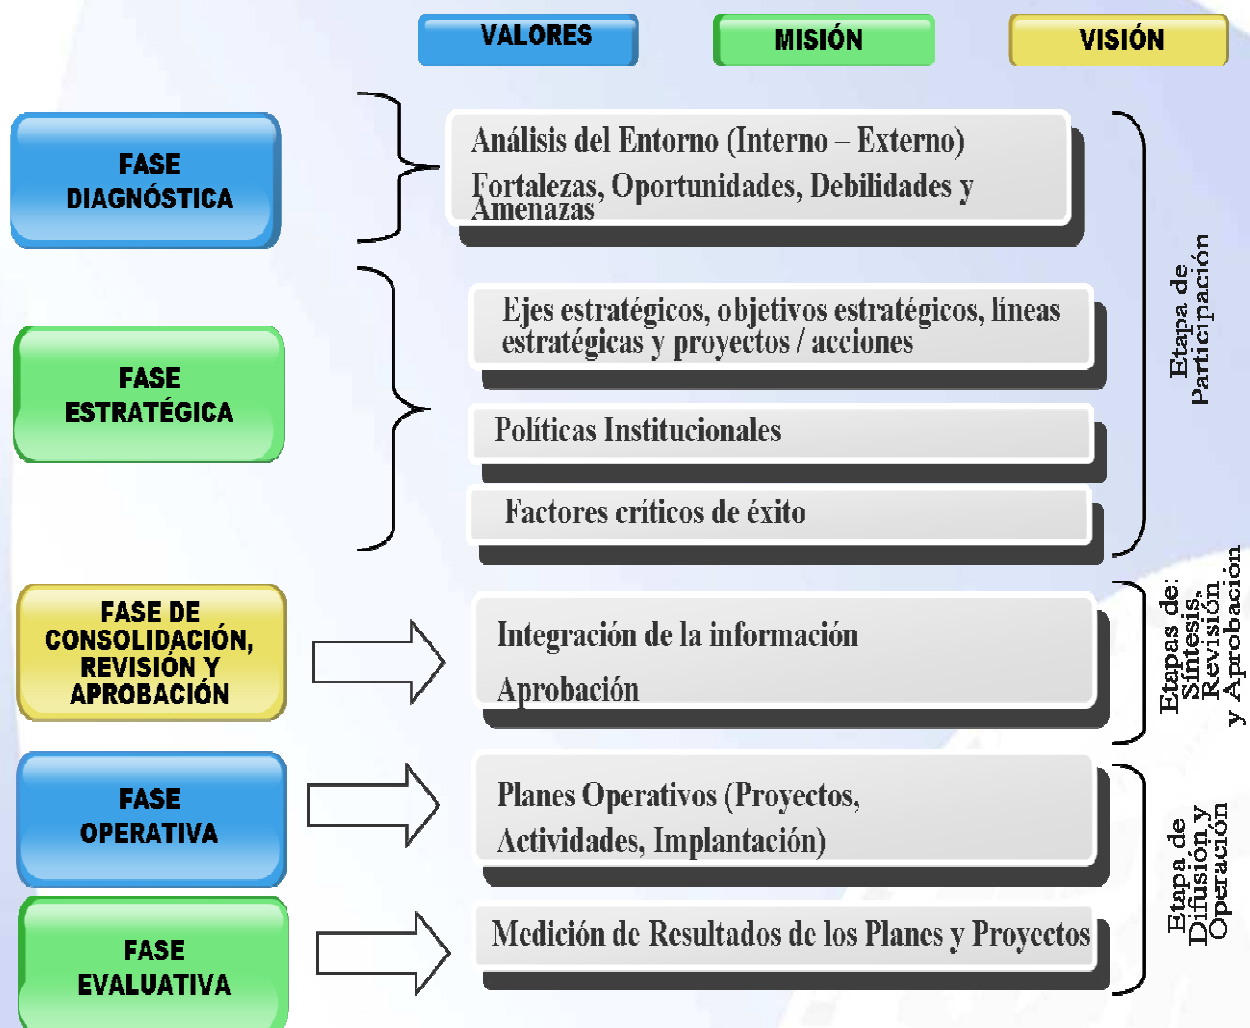 VALORES
MISIÓN
VISIÓN
FASE
DIAGNÓSTICA
Análisis del Entorno (Interno – Externo)
Fortalezas, Oportunidades, Debilidades y
Amenazas
FASE
ESTRATÉGICA
Ejes estratégicos, objetivos estratégicos, líneas
estratégicas y proyectos / acciones
Políticas Institucionales
Factores críticos de éxito
Etapa de
Participación
FASE DE
CONSOLIDACIÓN,
REVISIÓN Y
APROBACIÓN
Integración de la información
Aprobación
Etapas de:
Síntesis,
Revisión
y Aprobación
FASE
OPERATIVA
Planes Operativos (Proyectos,
Actividades, Implantación)
FASE
EVALUATIVA
Medición de Resultados de los Planes y Proyectos
Etapa de
Difusión y
Operación